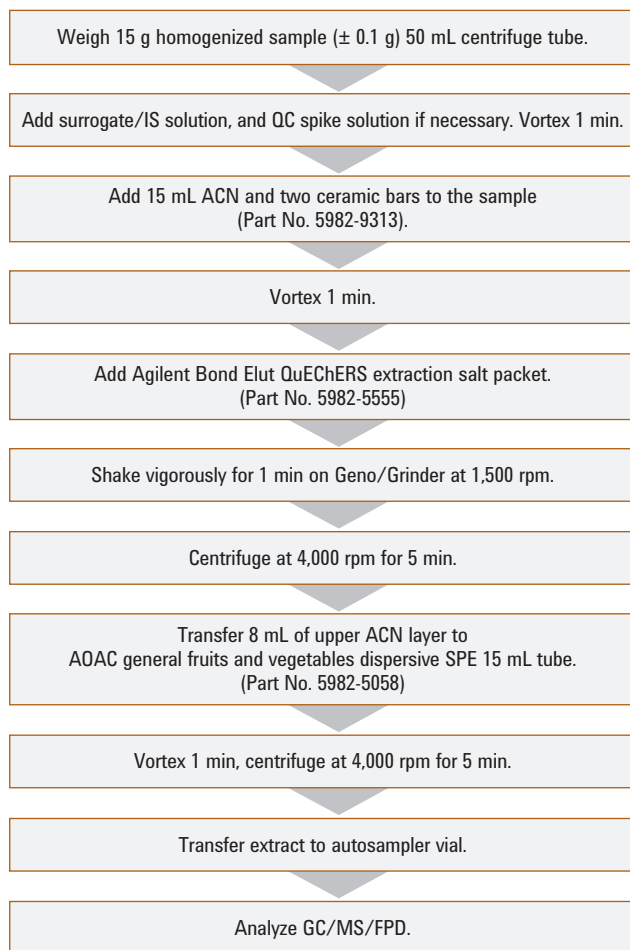 Weigh 15 g homogenized sample (± 0.1 g) 50 mL centrifuge tube.
Add surrogate/IS solution, and QC spike solution if necessary. Vortex 1 min.
Add 15 mL ACN and two ceramic bars to the sample
(Part No. 5982-9313).
Vortex 1 min.
Add Agilent Bond Elut QuEChERS extraction salt packet.
(Part No. 5982-5555)
Shake vigorously for 1 min on Geno/Grinder at 1,500 rpm.
Centrifuge at 4,000 rpm for 5 min.
Transfer 8 mL of upper ACN layer to
AOAC general fruits and vegetables dispersive SPE 15 mL tube.
(Part No. 5982-5058)
Vortex 1 min, centrifuge at 4,000 rpm for 5 min.
Transfer extract to autosampler vial.
Analyze GC/MS/FPD.